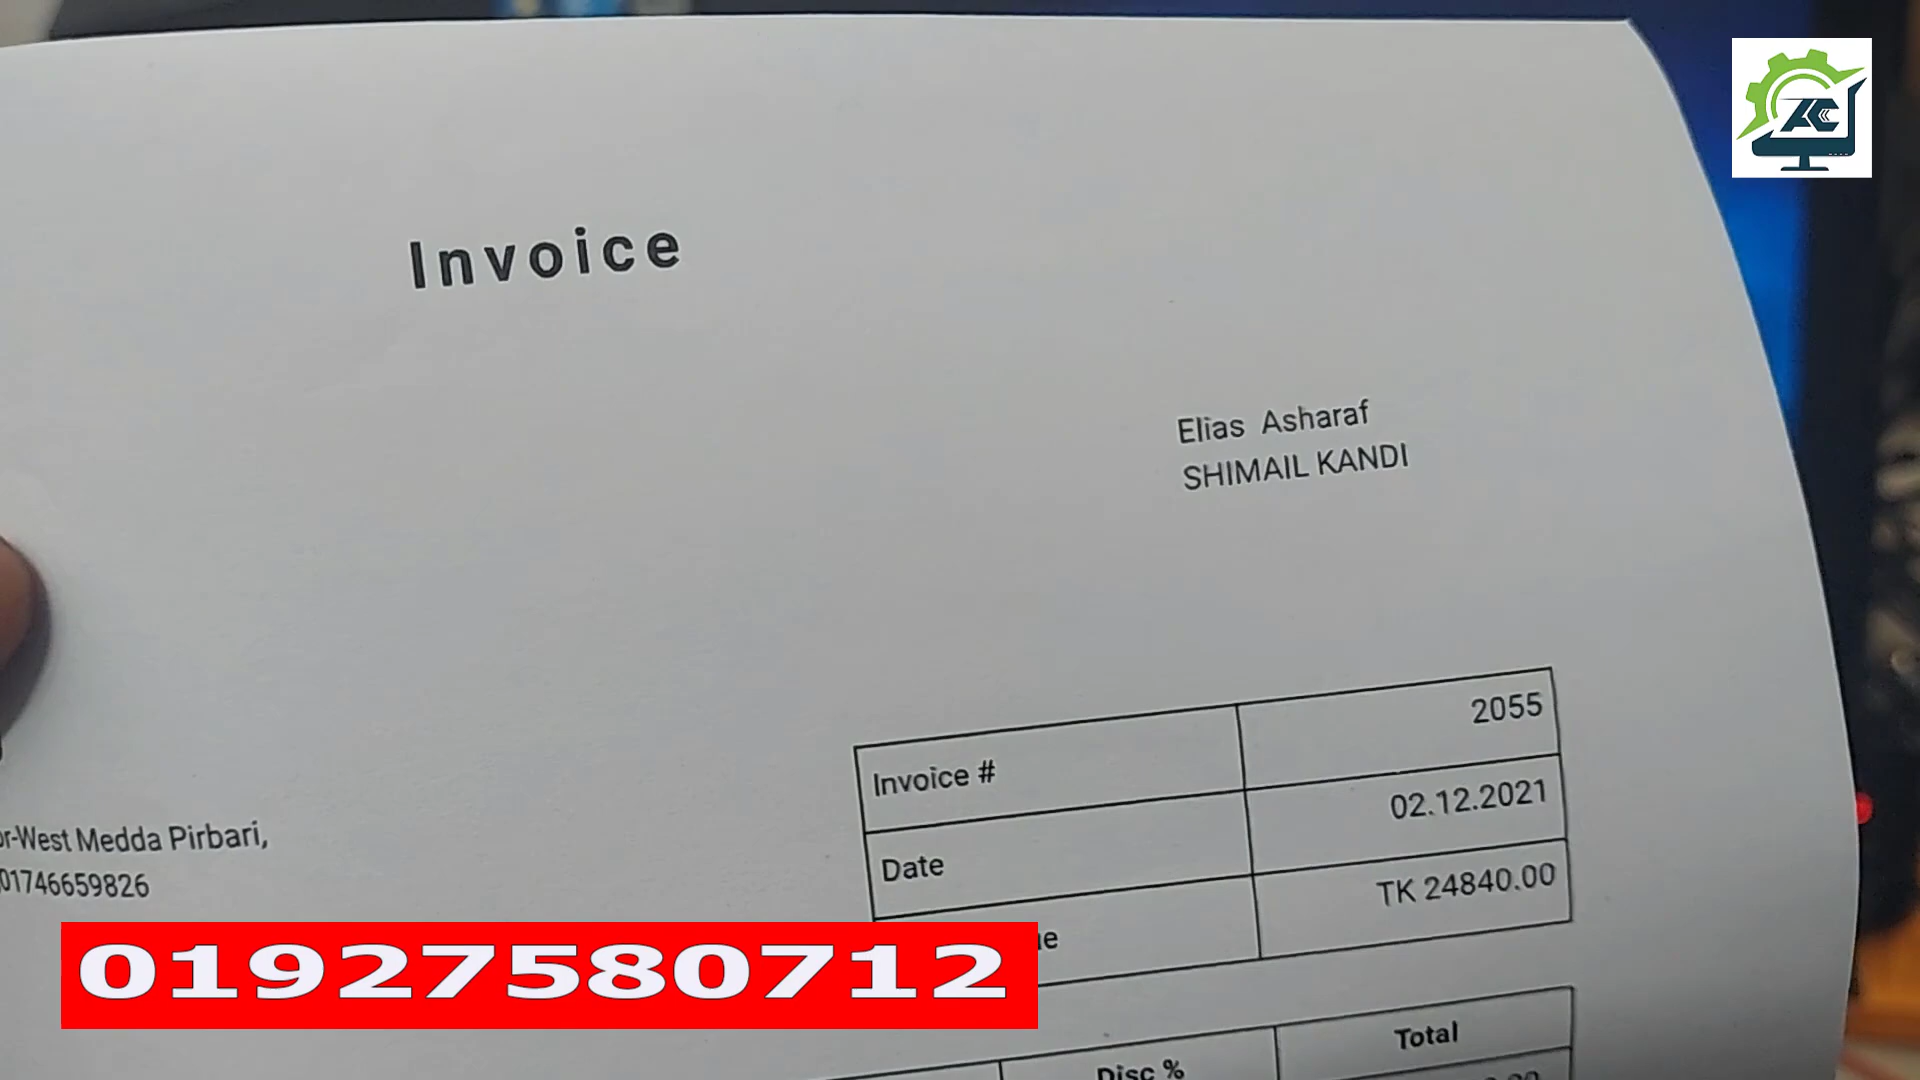 AC
Invoice
Elias Asharaf
SHIMAIL KANDI
Invoice # 2055
Date 02.12.2021
TK 24840.00
r-West Medda Pirbari,
01746659826
01927580712
Disc % Total